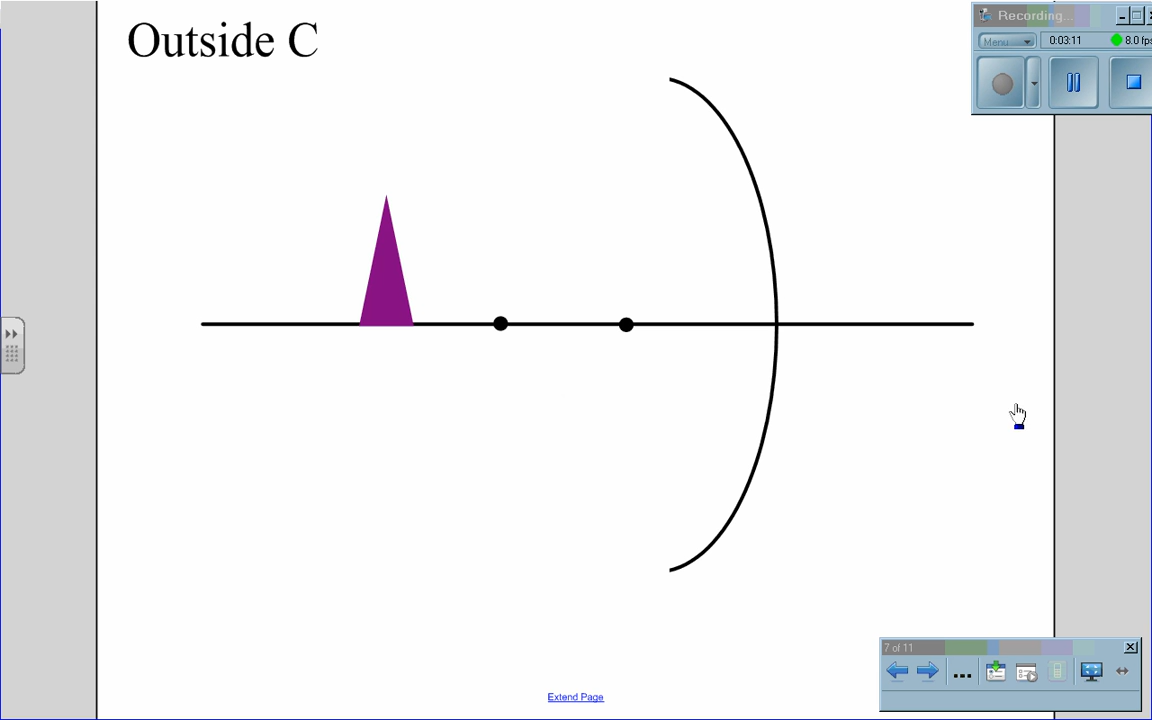 Outside C
Recording...
Menu
0:03:11
8.0 fps
7 of 11
...
Extend Page